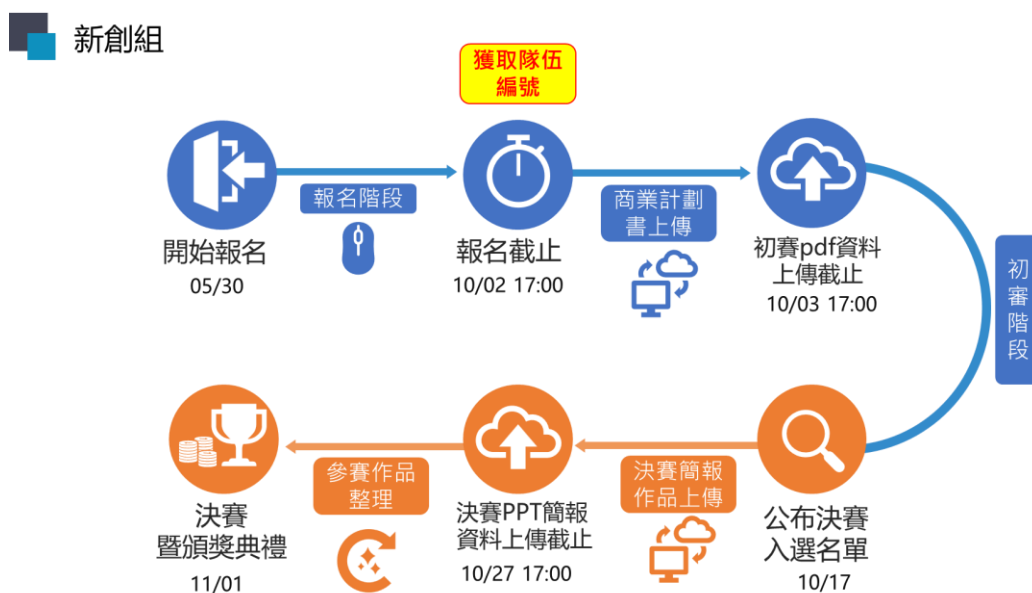 新創組
獲取隊伍
編號
報名階段
商業計劃
書上傳
開始報名
05/30
報名截止
10/02 17:00
初賽pdf資料
上傳截止
10/03 17:00
初審階段
公布決賽
入選名單
10/17
決賽簡報
作品上傳
決賽PPT簡報
資料上傳截止
10/27 17:00
參賽作品
整理
決賽
暨頒獎典禮
11/01